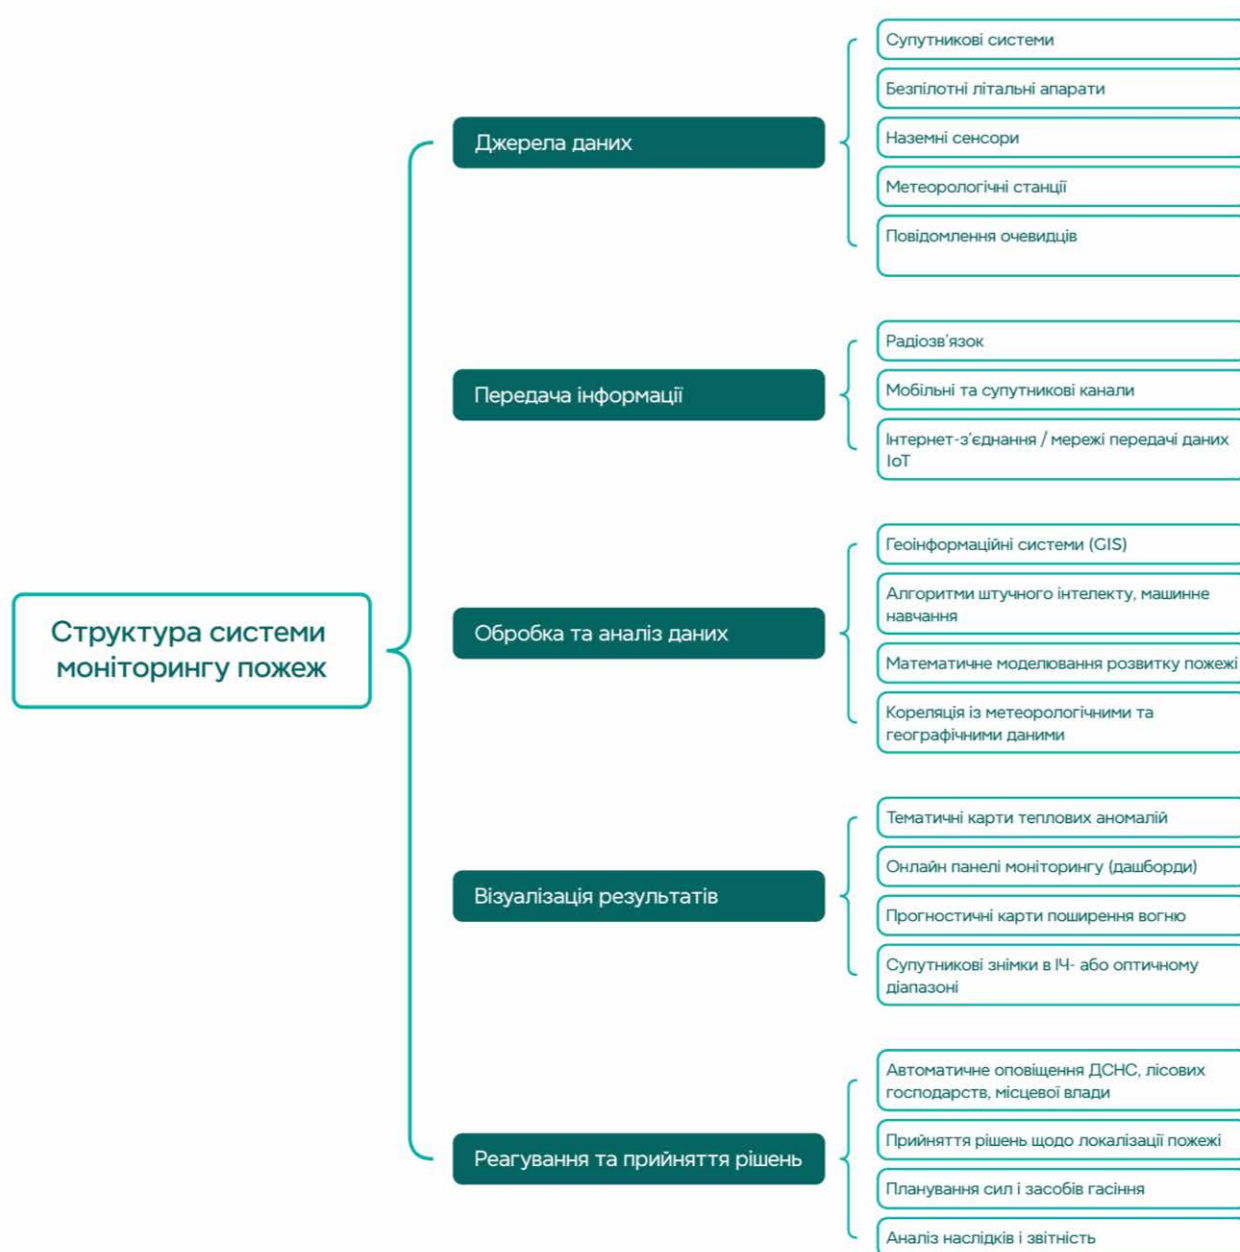 Структура системи
моніторингу пожеж
Джерела даних
Супутникові системи
Безпілотні літальні апарати
Наземні сенсори
Метеорологічні станції
Повідомлення очевидців
Передача інформації
Радіозв'язок
Мобільні та супутникові канали
Інтернет-з'єднання / мережі передачі даних
IoT
Обробка та аналіз даних
Геоінформаційні системи (GIS)
Алгоритми штучного інтелекту, машинне
навчання
Математичне моделювання розвитку пожежі
Кореляція із метеорологічними та
географічними даними
Візуалізація результатів
Тематичні карти теплових аномалій
Онлайн панелі моніторингу (дашборди)
Прогностичні карти поширення вогню
Супутникові знімки в ІЧ- або оптичному
діапазоні
Реагування та прийняття рішень
Автоматичне оповіщення ДСНС, лісових
господарств, місцевої влади
Прийняття рішень щодо локалізації пожежі
Планування сил і засобів гасіння
Аналіз наслідків і звітність